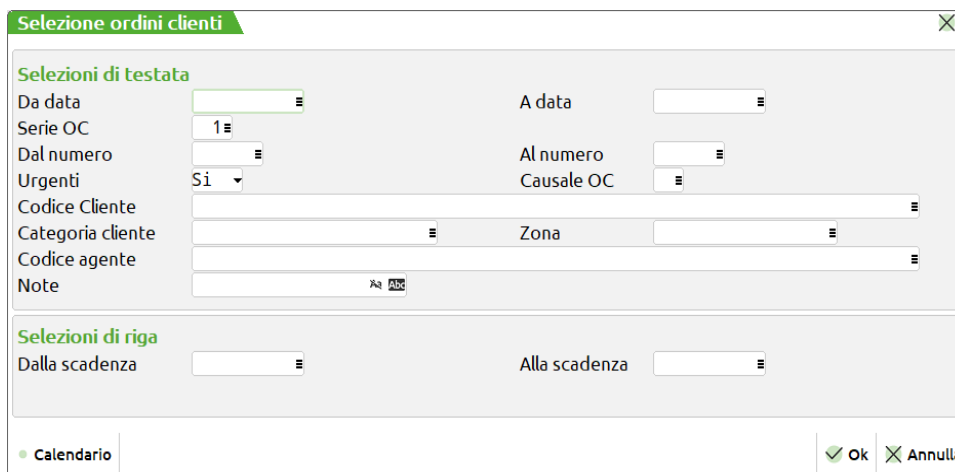 Selezione ordini clienti
Selezioni di testata
Da data A data
Serie OC 1
Dal numero Al numero
Urgenti Si Causale OC
Codice Cliente
Categoria cliente Zona
Codice agente
Note Aa Abc
Selezioni di riga
Dalla scadenza Alla scadenza
Calendario Ok Annulla